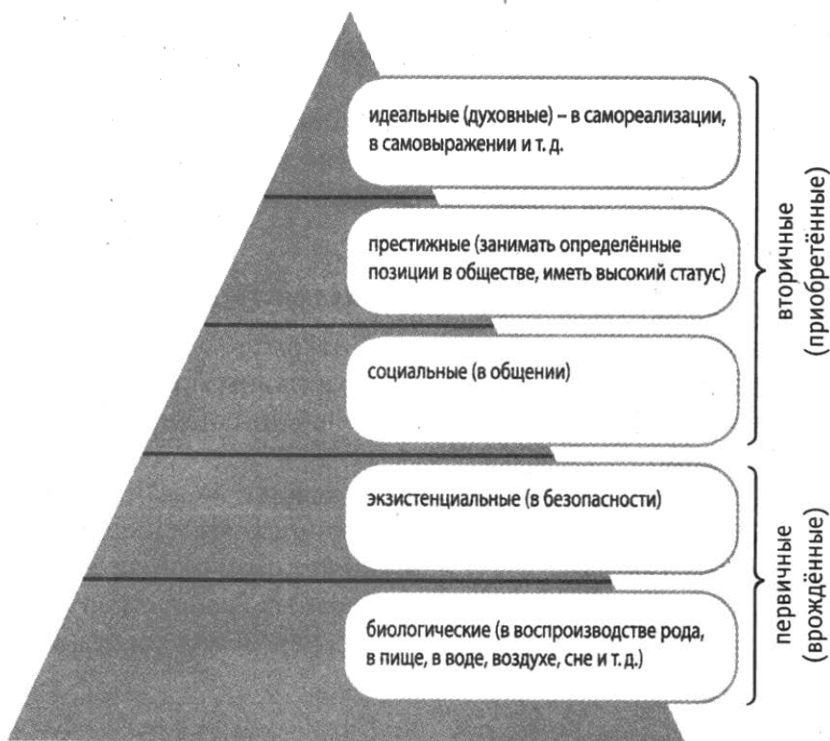 идеальные (духовные) – в самореализации,
в самовыражении и т. д.
престижные (занимать определённые
позиции в обществе, иметь высокий статус)
социальные (в общении)
вторичные
(приобретённые)
экзистенциальные (в безопасности)
биологические (в воспроизводстве рода,
в пище, в воде, воздухе, сне и т. д.)
первичные
(врождённые)